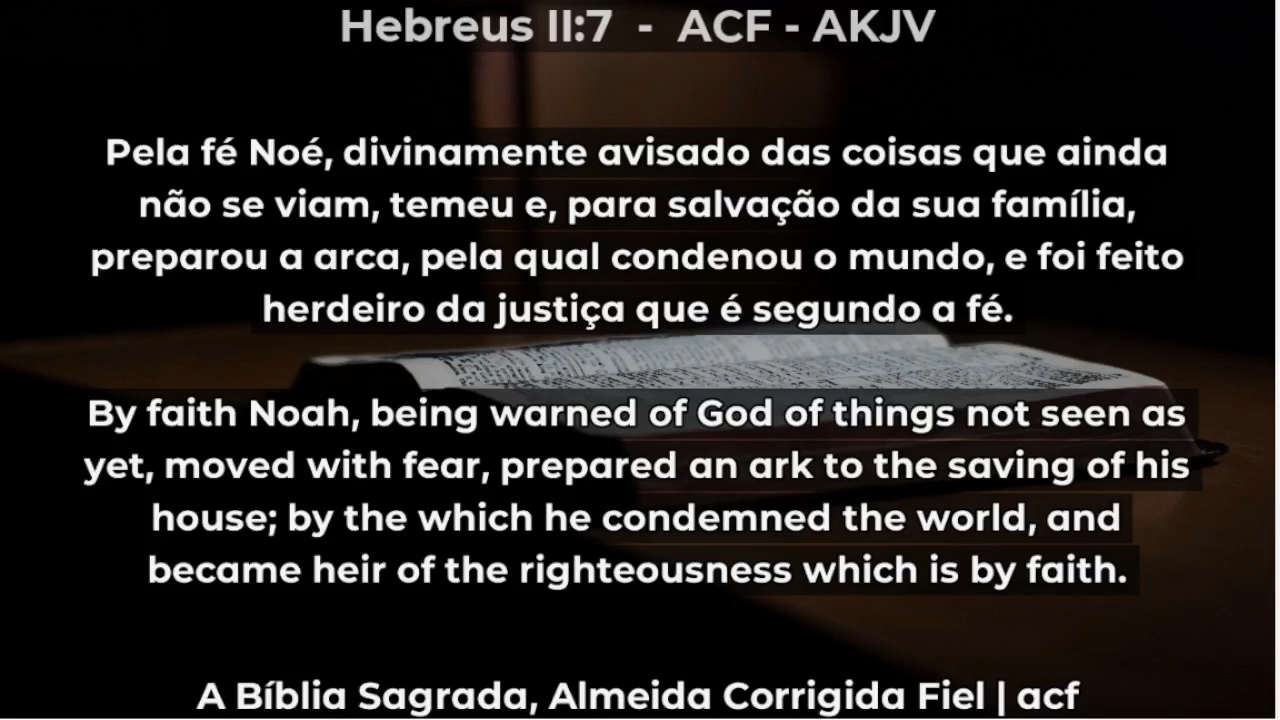 Hebreus 11:7 - ACF - AKJV
Pela fé Noé, divinamente avisado das coisas que ainda
não se viam, temeu e, para salvação da sua família,
preparou a arca, pela qual condenou o mundo, e foi feito
herdeiro da justiça que é segundo a fé.
By faith Noah, being warned of God of things not seen as
yet, moved with fear, prepared an ark to the saving of his
house; by the which he condemned the world, and
became heir of the righteousness which is by faith.
A Bíblia Sagrada, Almeida Corrigida Fiel | acf